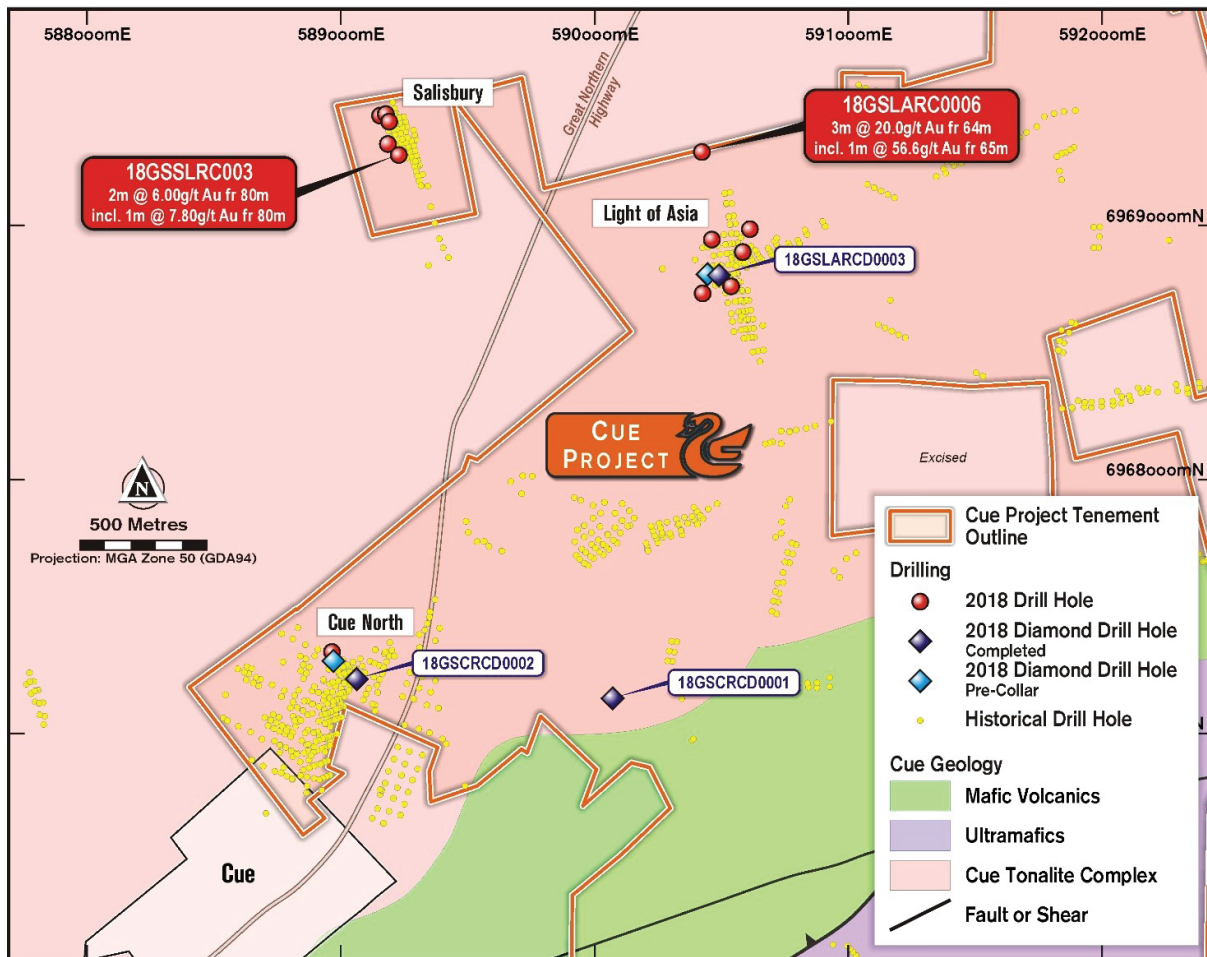 588000mE
589000mE
590000mE
591000mE
592000mE
Salisbury
Great Northern
Highway
18GSLARC0006
3m @ 20.0g/t Au fr 64m
incl. 1m @ 56.6g/t Au fr 65m
18GSSLRC003
2m @ 6.00g/t Au fr 80m
incl. 1m @ 7.80g/t Au fr 80m
Light of Asia
6969000mN
18GSLARCD0003
CUE
PROJECT
Excised
6968000mN
N
500 Metres
Projection: MGA Zone 50 (GDA94)
Cue North
18GSCRCD0002
18GSCRCD0001
N
Cue
Cue Project Tenement
Outline
Drilling
2018 Drill Hole
2018 Diamond Drill Hole
Completed
2018 Diamond Drill Hole
Pre-Collar
Historical Drill Hole
Cue Geology
Mafic Volcanics
Ultramafics
Cue Tonalite Complex
Fault or Shear